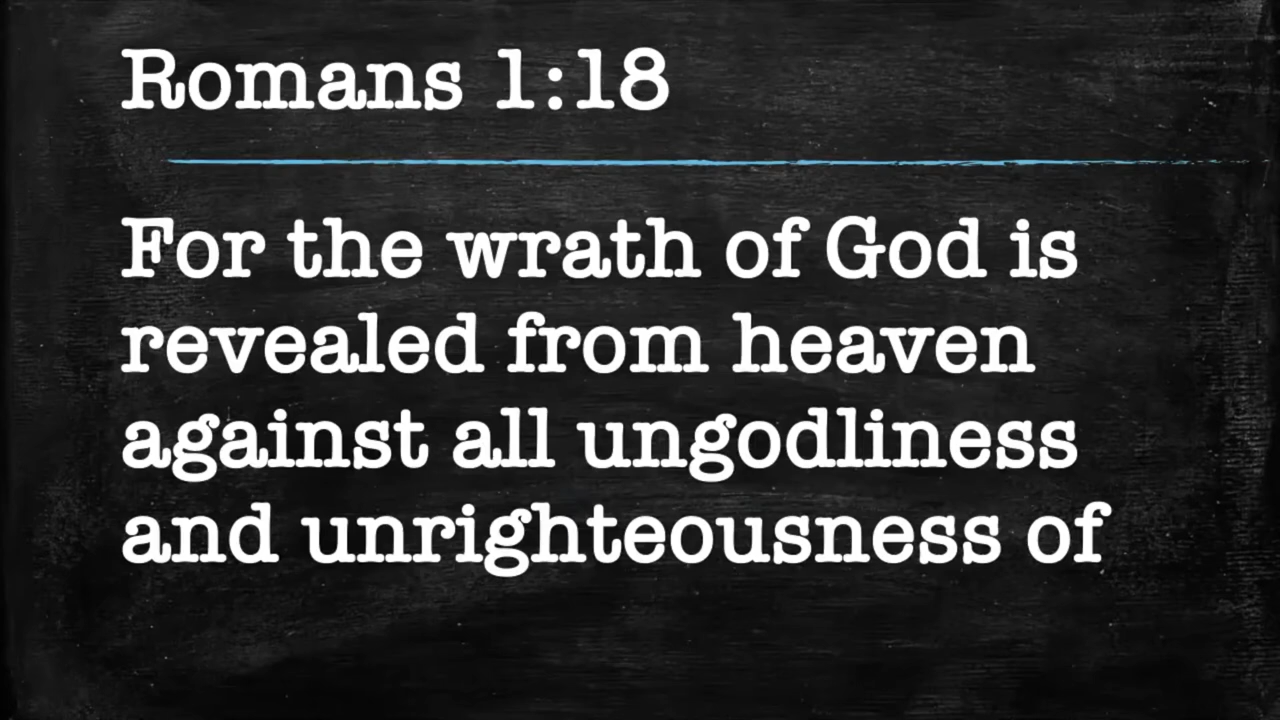 Romans 1:18
For the wrath of God is
revealed from heaven
against all ungodliness
and unrighteousness of